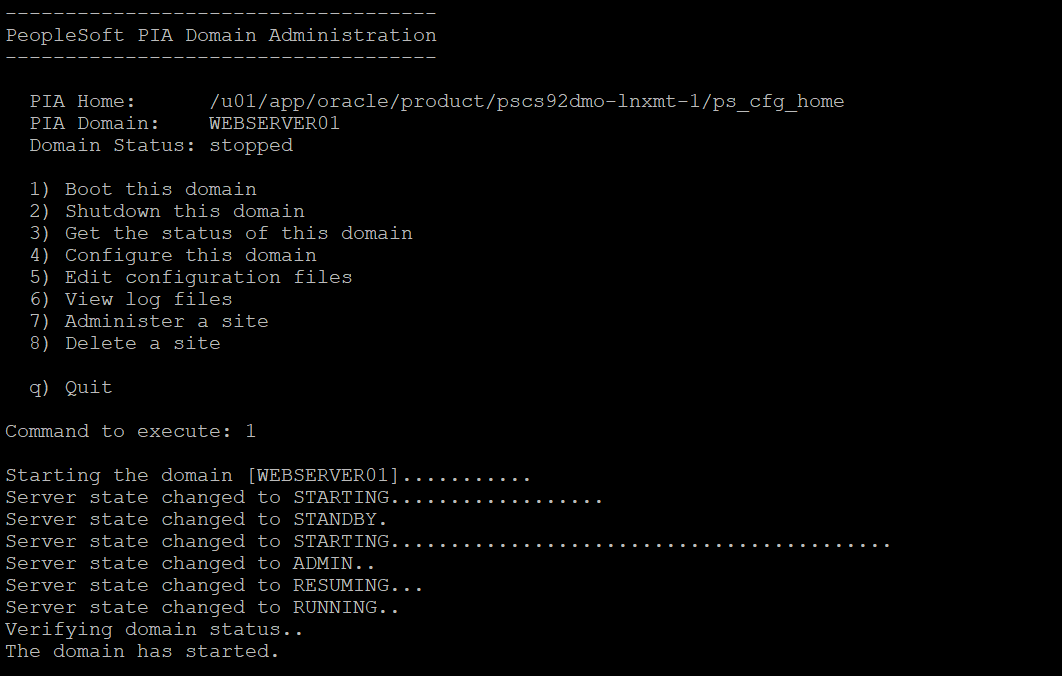 ------------------------------------
PeopleSoft PIA Domain Administration
------------------------------------
PIA Home:      /u01/app/oracle/product/pscs92dmo-lnxmt-1/ps_cfg_home
PIA Domain:    WEBSERVER01
Domain Status: stopped
1) Boot this domain
2) Shutdown this domain
3) Get the status of this domain
4) Configure this domain
5) Edit configuration files
6) View log files
7) Administer a site
8) Delete a site
q) Quit
Command to execute: 1
Starting the domain [WEBSERVER01]...........
Server state changed to STARTING..................
Server state changed to STANDBY.
Server state changed to STARTING..........................................
Server state changed to ADMIN..
Server state changed to RESUMING...
Server state changed to RUNNING..
Verifying domain status..
The domain has started.